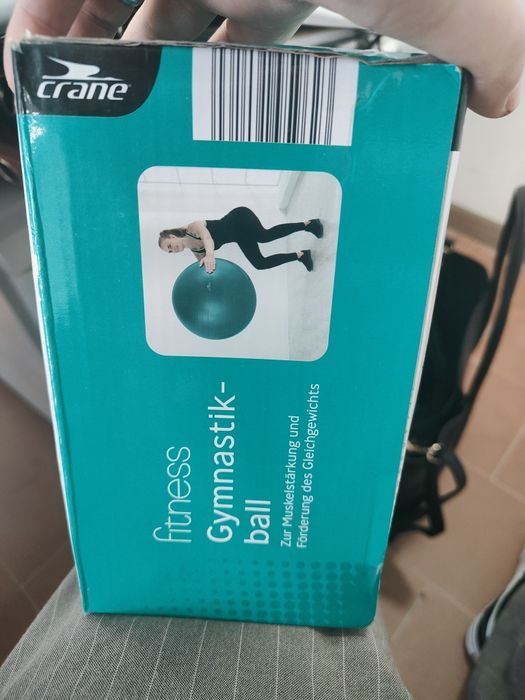 crane
fitness
Gymnastik-
ball
Zur Muskelstärkung und
Förderung des Gleichgewichts